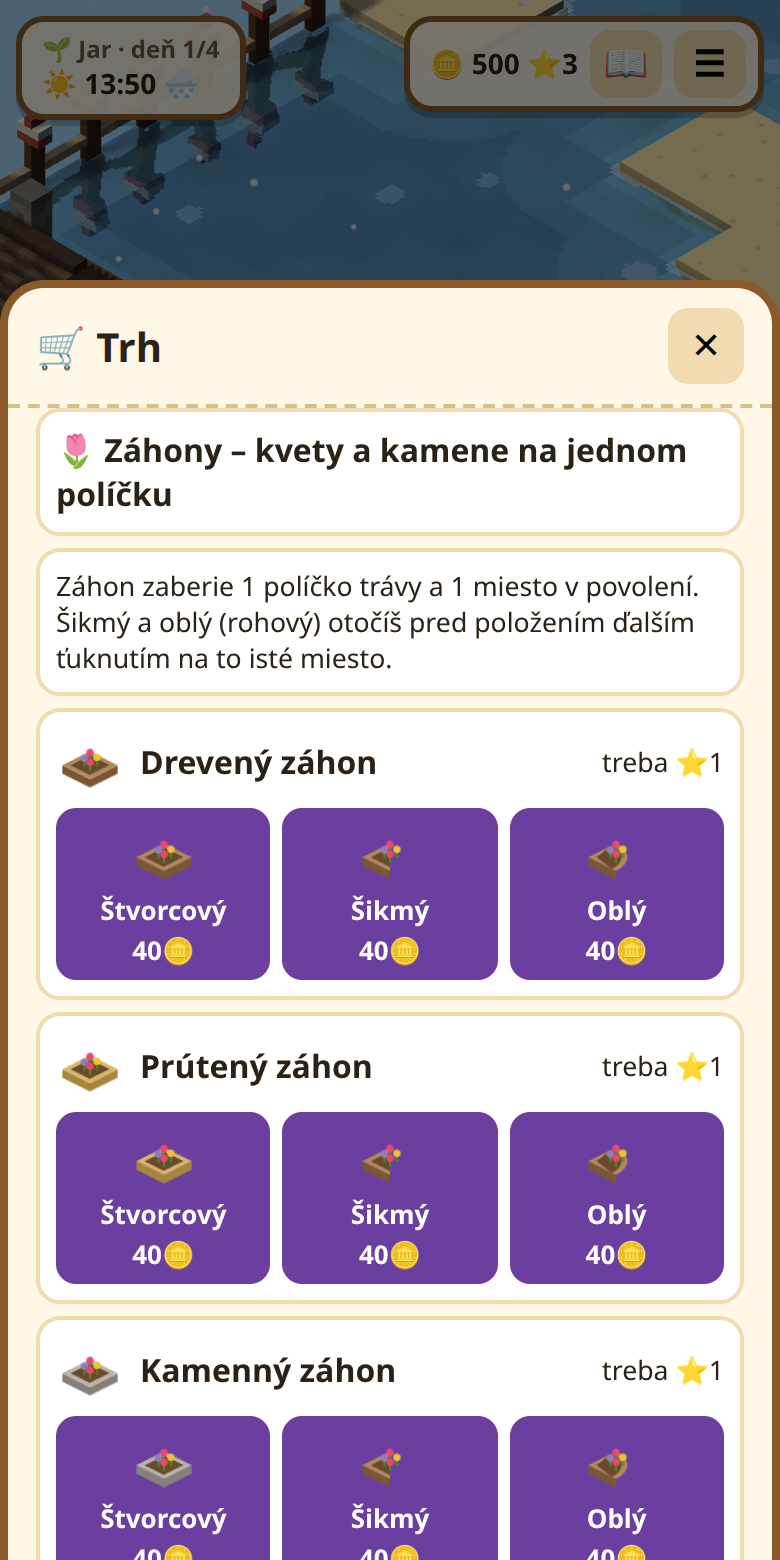 🌱 Jar · deň 1/4
☀️ 13:50 🌨️
🪙 500 ⭐3 📖 ☰
🛒 Trh
✕
🌷 Záhony – kvety a kamene na jednom
políčku
Záhon zaberie 1 políčko trávy a 1 miesto v povolení.
Šikmý a oblý (rohový) otočíš pred položením ďalším
ťuknutím na to isté miesto.
Drevený záhon treba ⭐1
Štvorcový Šikmý Oblý
40🪙 40🪙 40🪙
Prútený záhon treba ⭐1
Štvorcový Šikmý Oblý
40🪙 40🪙 40🪙
Kamenný záhon treba ⭐1
Štvorcový Šikmý Oblý
40🪙 40🪙 40🪙